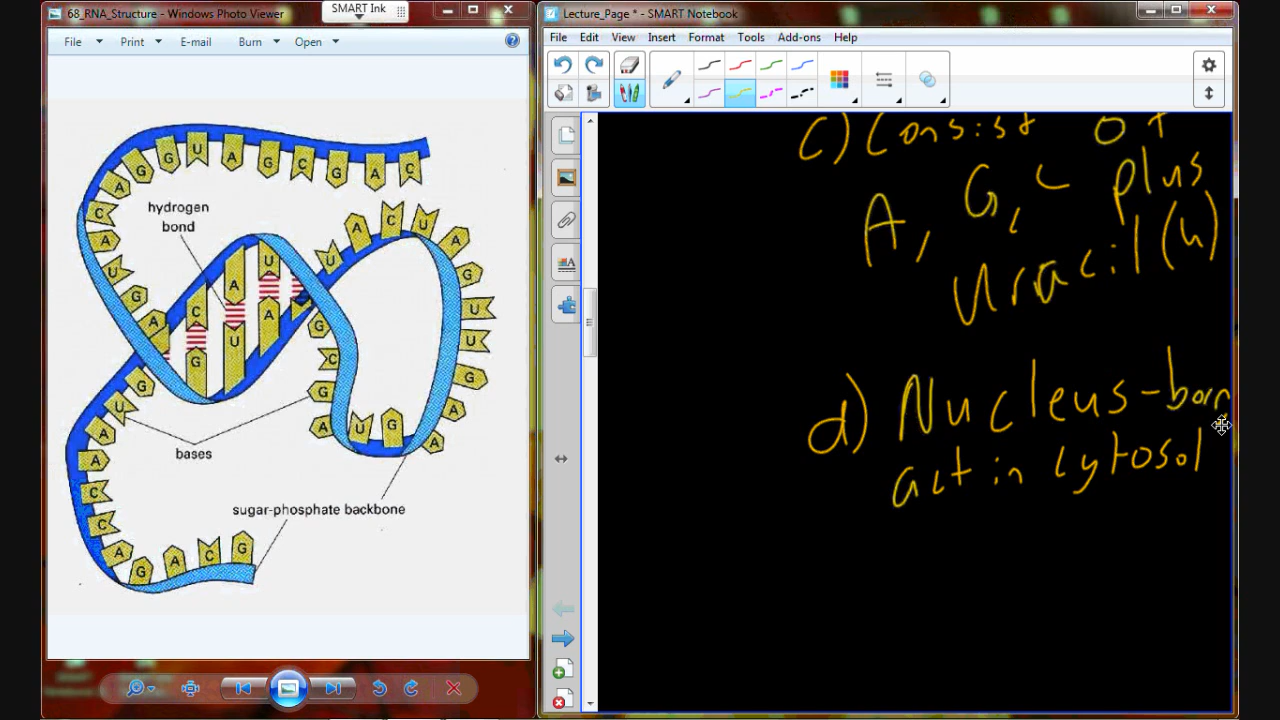 68_RNA_Structure - Windows Photo Viewer
SMART Ink
File Print E-mail Burn Open
Lecture_Page * - SMART Notebook
File Edit View Insert Format Tools Add-ons Help
hydrogen
bond
C A G C G A U G G A C A U G A
U A C U A G U U G A A G U A G C G
C A U A
G U A
bases
G U A A C C A G A C G
sugar-phosphate backbone
c) Consist of
A, G, C plus
Uracil (u)
d) Nucleus-born
act in cytosol